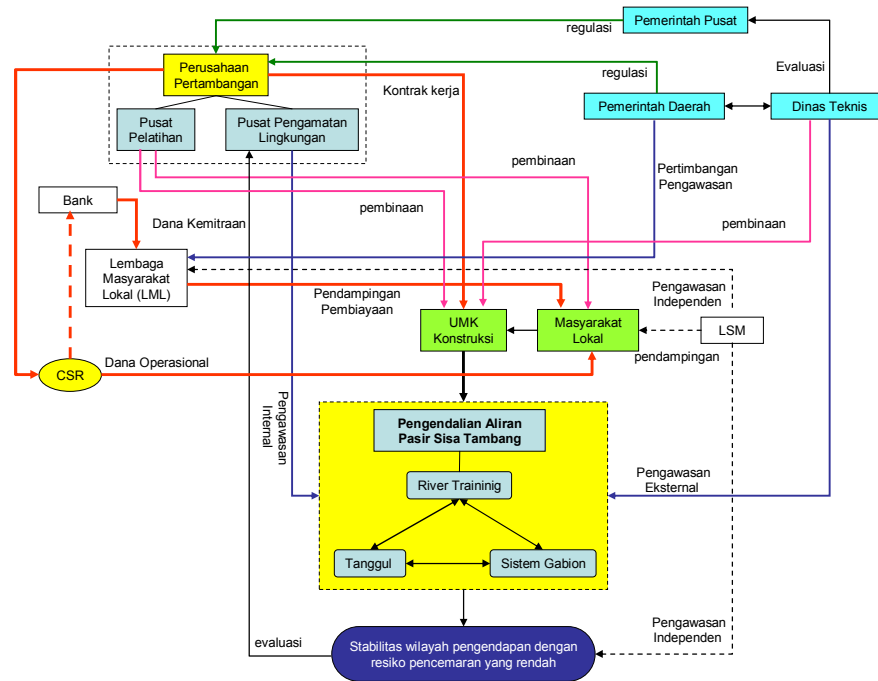 Pemerintah Pusat
regulasi
Evaluasi
Perusahaan
Pertambangan
regulasi
Kontrak kerja
Pemerintah Daerah
Dinas Teknis
Pusat
Pelatihan
Pusat Pengamatan
Lingkungan
pembinaan
Pertimbangan
Pengawasan
Bank
Dana Kemitraan
pembinaan
pembinaan
Lembaga
Masyarakat
Lokal (LML)
Pendampingan
Pembiayaan
Pengawasan
Independen
UMK
Konstruksi
Masyarakat
Lokal
LSM
pendampingan
Dana Operasional
CSR
Pengawasan
Internal
Pengendalian Aliran
Pasir Sisa Tambang
River Traininig
Pengawasan
Eksternal
Tanggul
Sistem Gabion
evaluasi
Stabilitas wilayah pengendapan dengan
resiko pencemaran yang rendah
Pengawasan
Independen